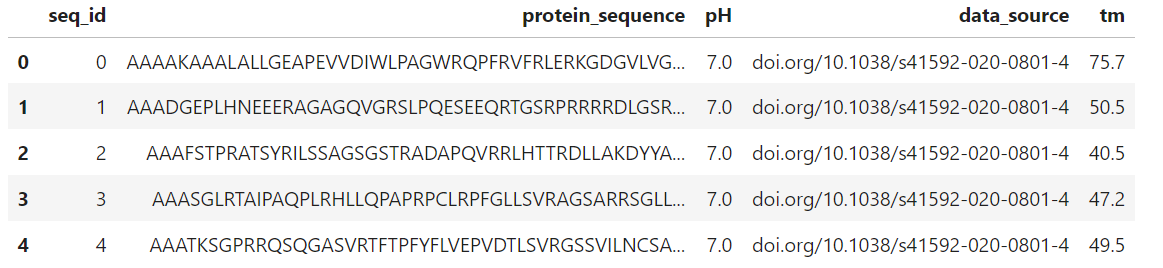 seq_id protein_sequence pH data_source tm
0 0 AAAAKAAALALLGEAPEVVDIWLPAGWRQPFRVFRLERKGDGVLVG... 7.0 doi.org/10.1038/s41592-020-0801-4 75.7
1 1 AAADGEPLHNEEERAGAGQVGRSLPQESEEQRTGSRPRRRRDLGSR... 7.0 doi.org/10.1038/s41592-020-0801-4 50.5
2 2 AAAFSTPRATSYRILSSAGSGSTRADAPQVRRLHTTRDLLAKDYYA... 7.0 doi.org/10.1038/s41592-020-0801-4 40.5
3 3 AAASGLRTAIPAQPLRHLLQPAPRPCLRPFGLLSVRAGSARRSGLL... 7.0 doi.org/10.1038/s41592-020-0801-4 47.2
4 4 AAATKSGPRRQSQGASVRTFTPFYFLVEPVDTLSVRGSSVILNCSA... 7.0 doi.org/10.1038/s41592-020-0801-4 49.5